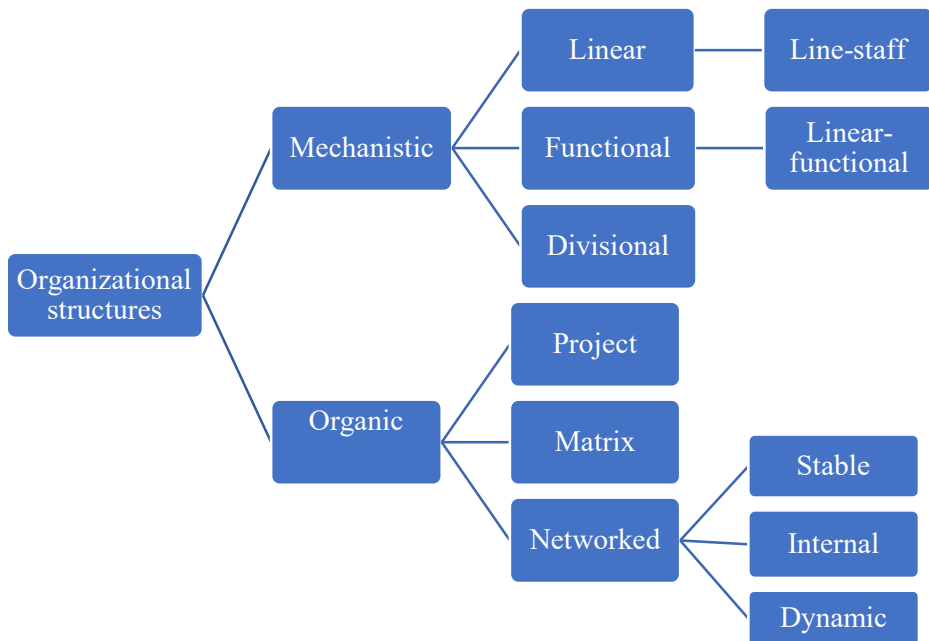 Organizational
structures
Mechanistic
Linear
Line-staff
Functional
Linear-
functional
Divisional
Organic
Project
Matrix
Networked
Stable
Internal
Dynamic